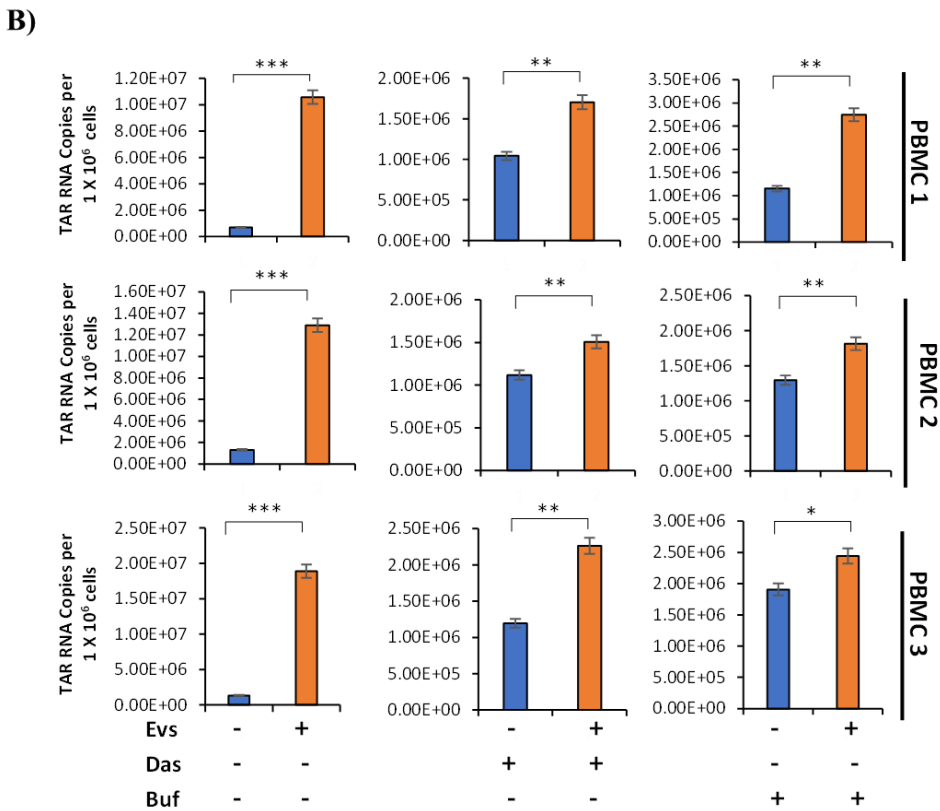 B)
TAR RNA Copies per
1 X 10⁶ cells
1.20E+07
1.00E+07
8.00E+06
6.00E+06
4.00E+06
2.00E+06
0.00E+00
***
2.00E+06
1.50E+06
1.00E+06
5.00E+05
0.00E+00
**
3.50E+06
3.00E+06
2.50E+06
2.00E+06
1.50E+06
1.00E+06
5.00E+05
0.00E+00
**
PBMC 1
TAR RNA Copies per
1 X 10⁶ cells
1.60E+07
1.40E+07
1.20E+07
1.00E+07
8.00E+06
6.00E+06
4.00E+06
2.00E+06
0.00E+00
***
2.00E+06
1.50E+06
1.00E+06
5.00E+05
0.00E+00
**
2.50E+06
2.00E+06
1.50E+06
1.00E+06
5.00E+05
0.00E+00
**
PBMC 2
TAR RNA Copies per
1 X 10⁶ cells
2.50E+07
2.00E+07
1.50E+07
1.00E+07
5.00E+06
0.00E+00
***
2.50E+06
2.00E+06
1.50E+06
1.00E+06
5.00E+05
0.00E+00
**
3.00E+06
2.50E+06
2.00E+06
1.50E+06
1.00E+06
5.00E+05
0.00E+00
*
PBMC 3
Evs - + - + - +
Das - - + + - -
Buf - - - - + +